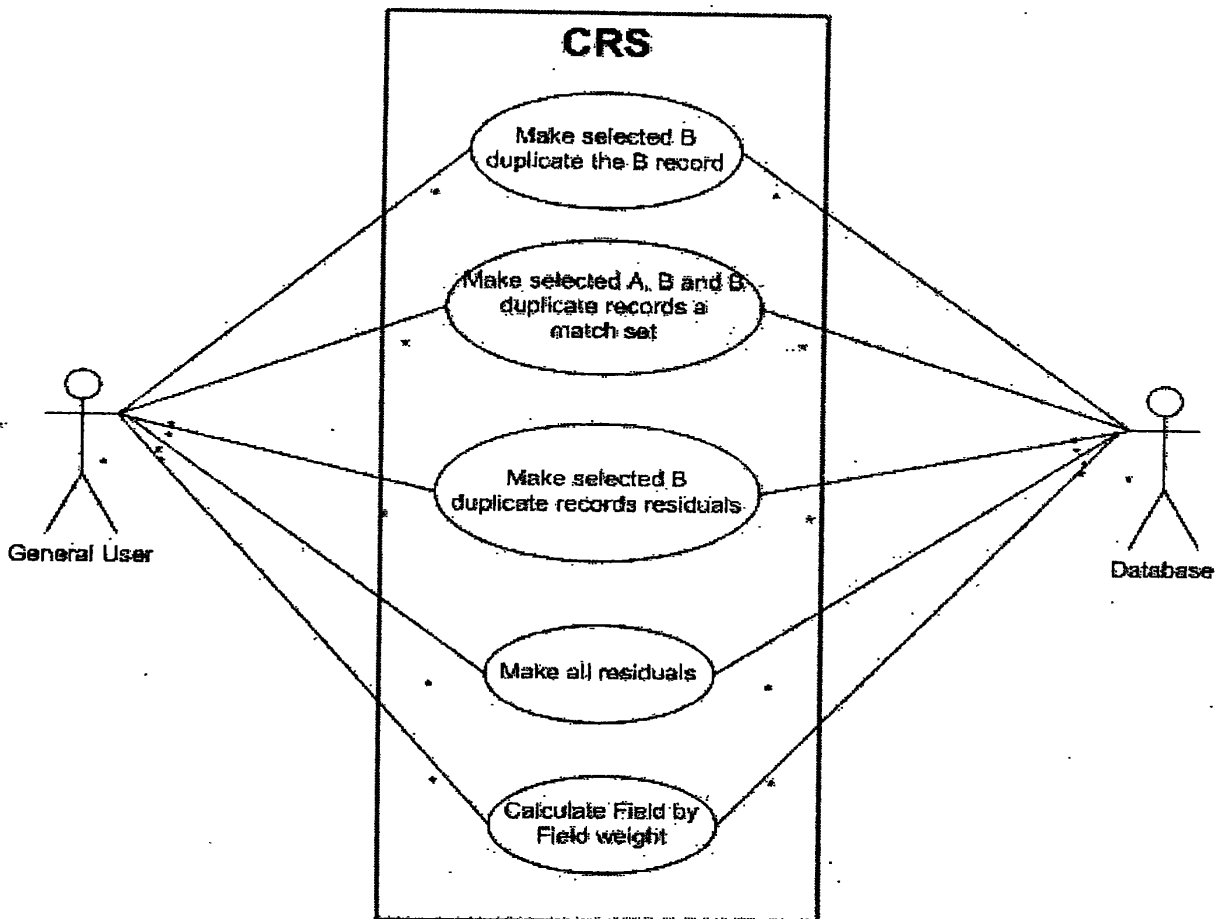 CRS
Make selected B
duplicate the B record
Make selected A, B and B
duplicate records a
match set
Make selected B
duplicate records residuals
Make all residuals
Calculate Field by
Field weight
General User
Database